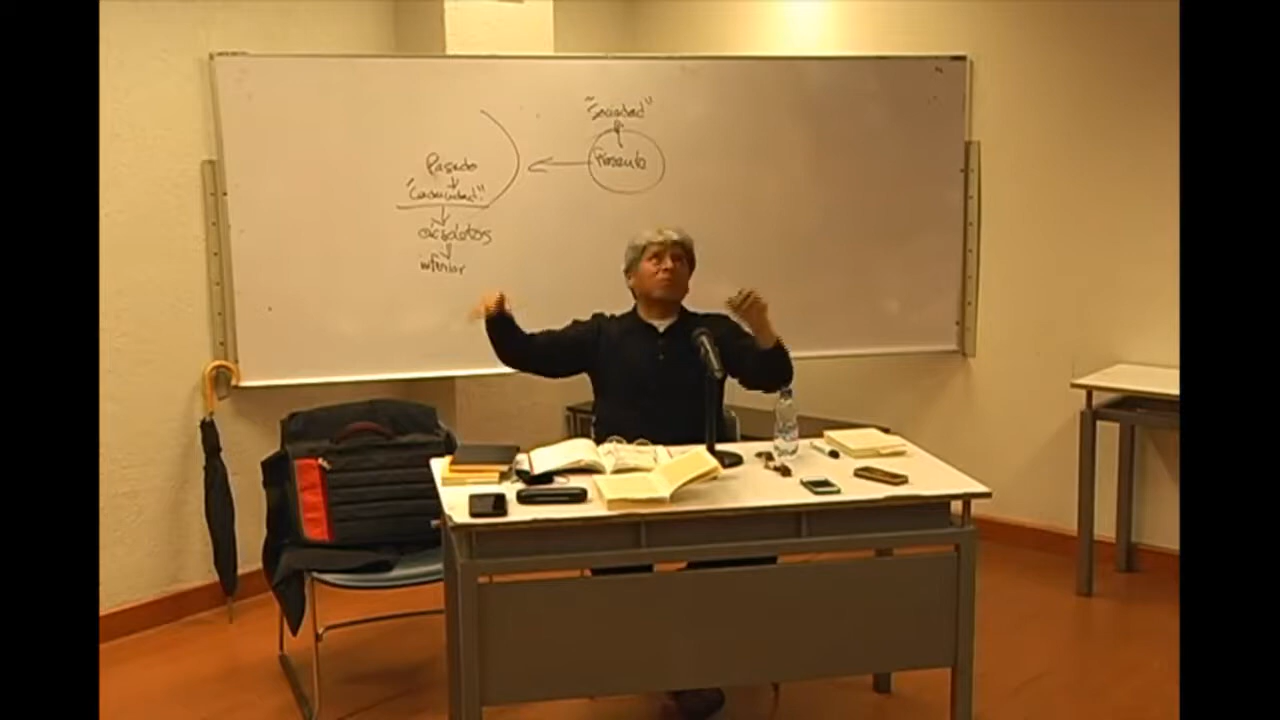 "Sociedad"
Presente
Pasado
"Comunidad"
obsoletos
inferior